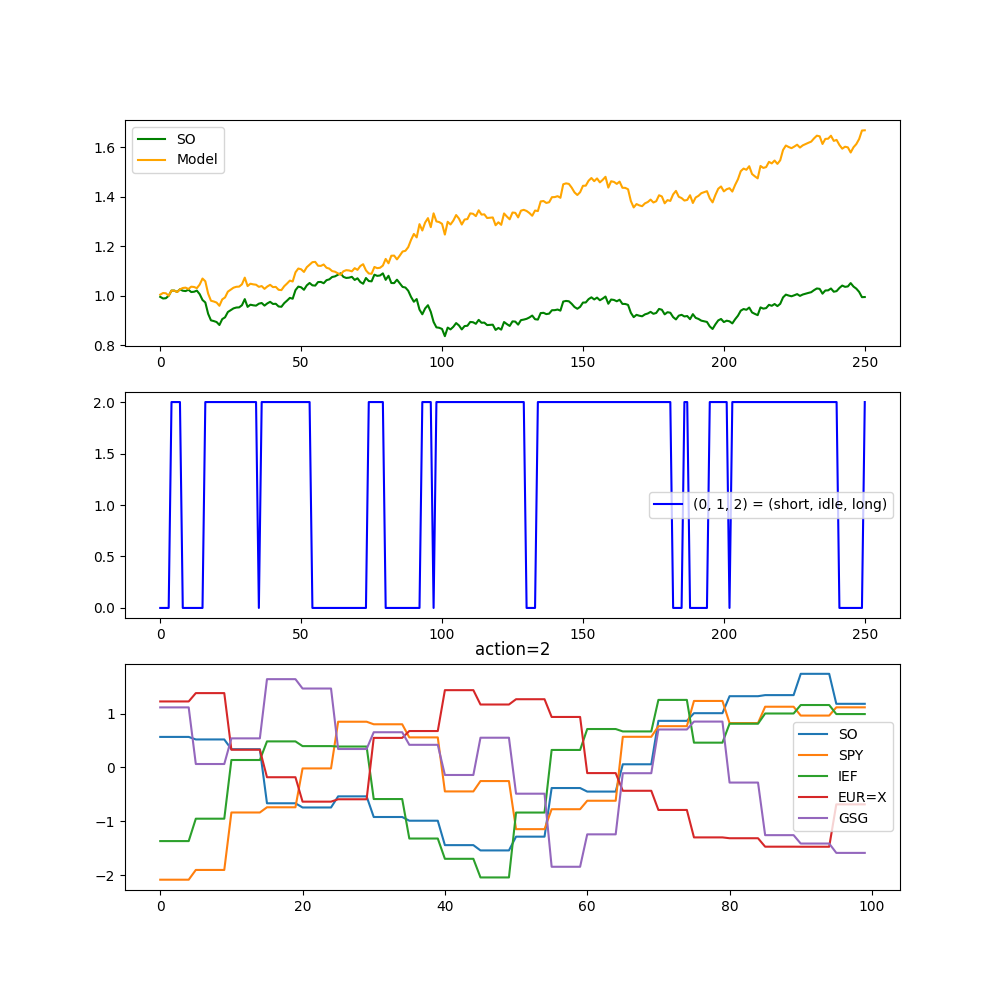 SO
Model
1.6
1.4
1.2
1.0
0.8
0 50 100 150 200 250
2.0
1.5
1.0
0.5
0.0
(0, 1, 2) = (short, idle, long)
0 50 100 150 200 250
action=2
1
0
−1
−2
SO
SPY
IEF
EUR=X
GSG
0 20 40 60 80 100